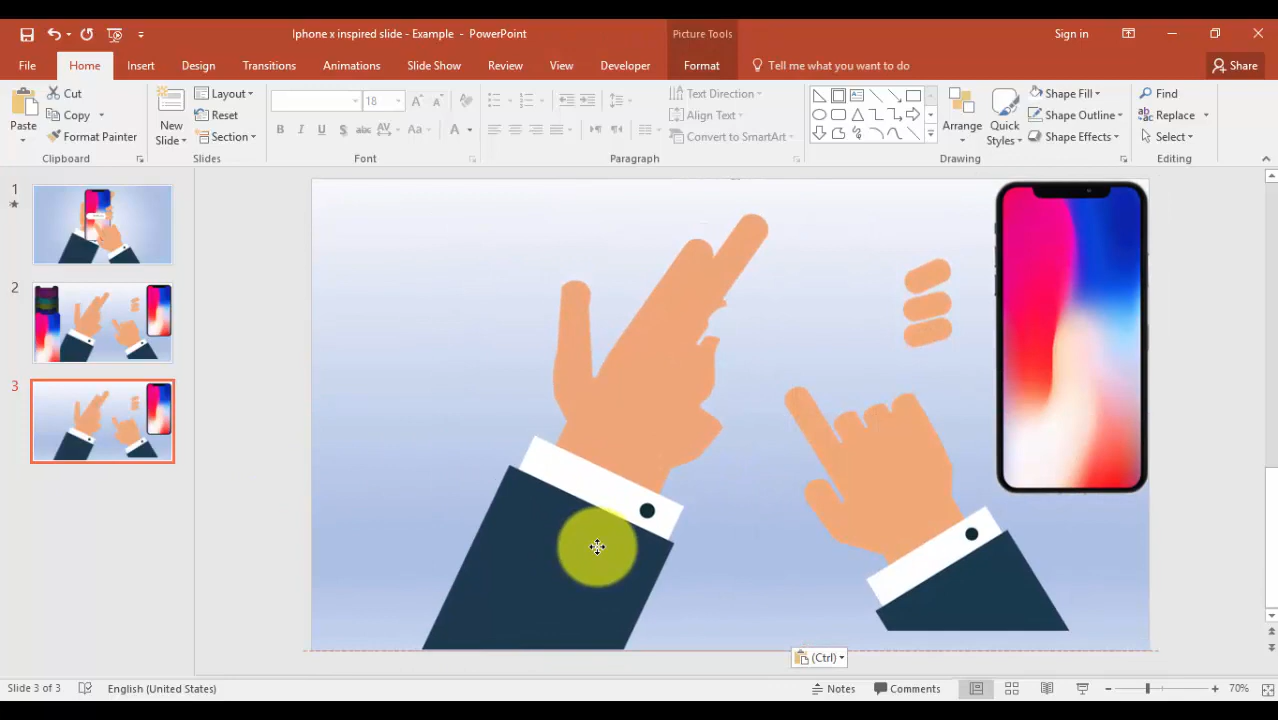 Iphone x inspired slide - Example - PowerPoint
Picture Tools
Sign in
File
Home
Insert
Design
Transitions
Animations
Slide Show
Review
View
Developer
Format
Tell me what you want to do
Share
Paste
Cut
Copy
Format Painter
Clipboard
New
Slide
Layout
Reset
Section
Slides
18
B I U S abc AV Aa A
Font
Text Direction
Align Text
Convert to SmartArt
Paragraph
Arrange
Quick
Styles
Shape Fill
Shape Outline
Shape Effects
Drawing
Find
Replace
Select
Editing
1
2
3
(Ctrl)
Slide 3 of 3
English (United States)
Notes
Comments
70%